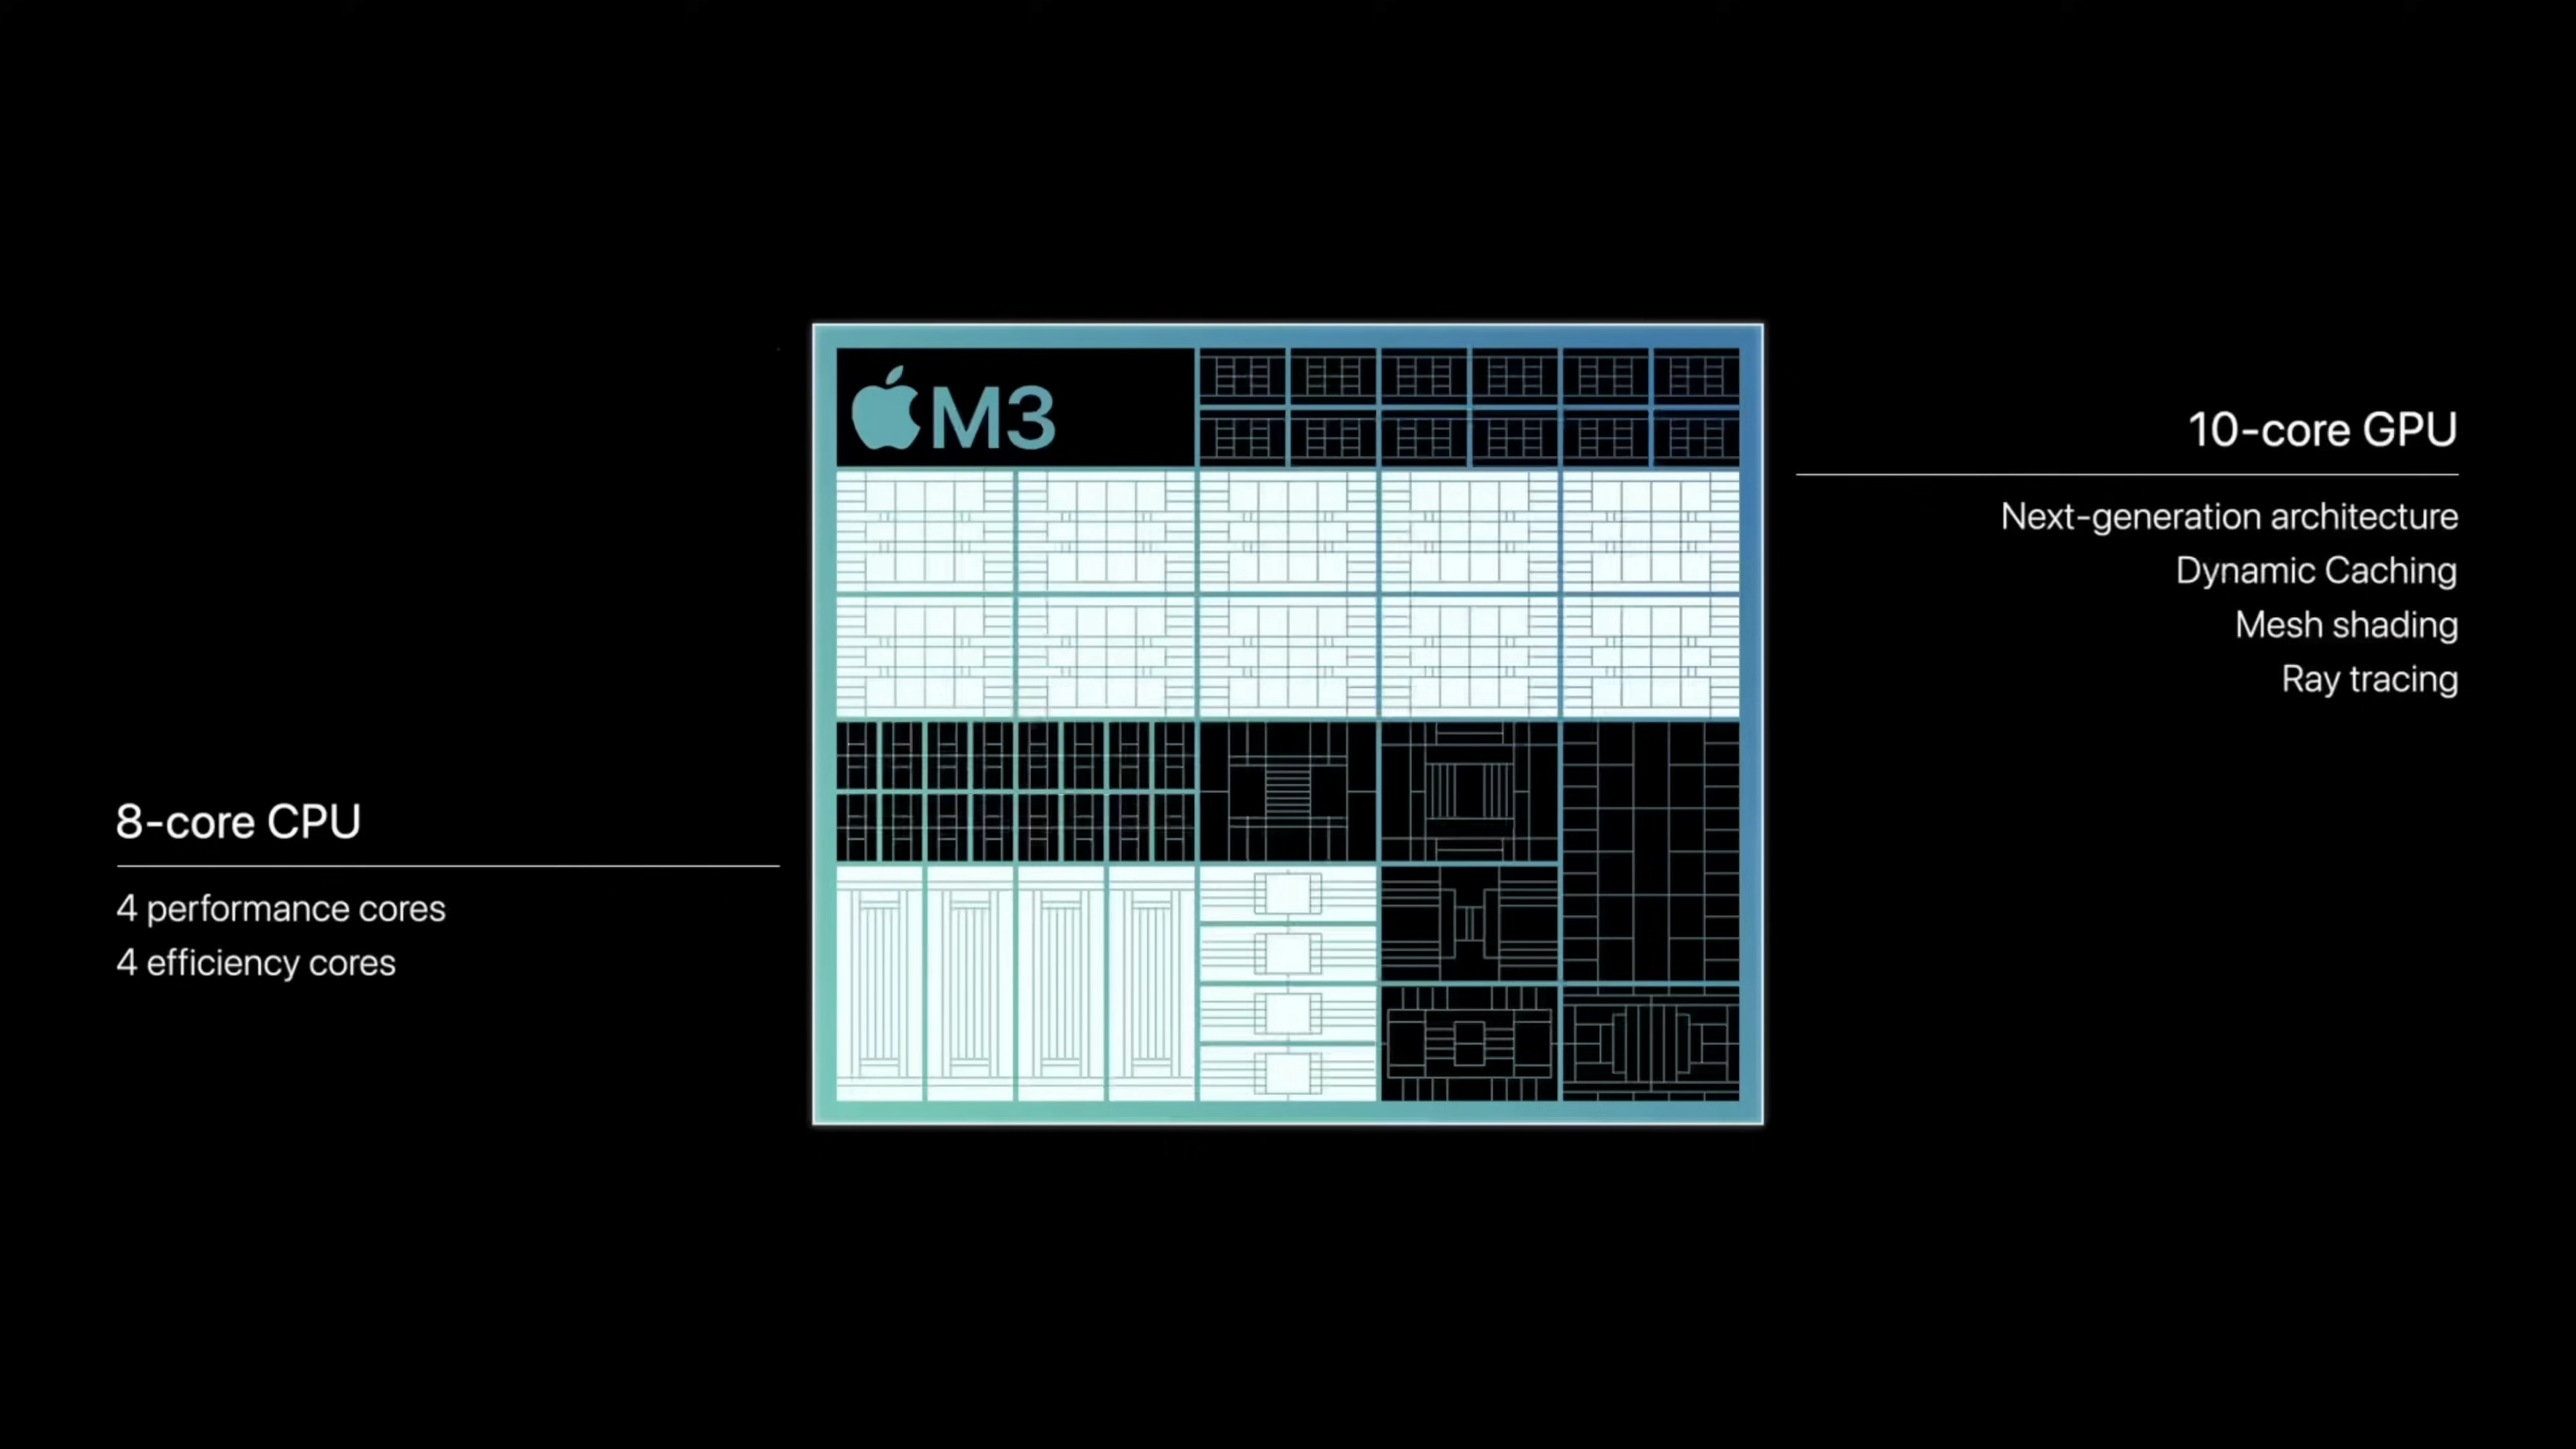 M3
10-core GPU
Next-generation architecture
Dynamic Caching
Mesh shading
Ray tracing
8-core CPU
4 performance cores
4 efficiency cores